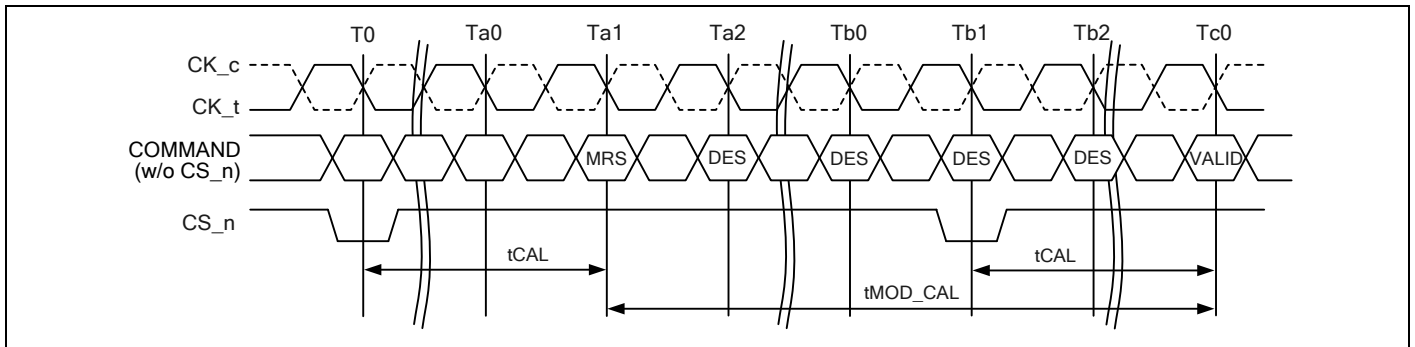 T0 Ta0 Ta1 Ta2 Tb0 Tb1 Tb2 Tc0
CK_c
CK_t
COMMAND
(w/o CS_n)
MRS DES DES DES DES VALID
CS_n
tCAL tCAL
tMOD_CAL